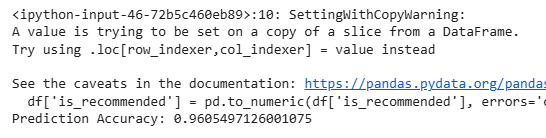 <ipython-input-46-72b5c460eb89>:10: SettingWithCopyWarning:
A value is trying to be set on a copy of a slice from a DataFrame.
Try using .loc[row_indexer,col_indexer] = value instead
See the caveats in the documentation: https://pandas.pydata.org/pandas
df['is_recommended'] = pd.to_numeric(df['is_recommended'], errors='c
Prediction Accuracy: 0.9605497126001075